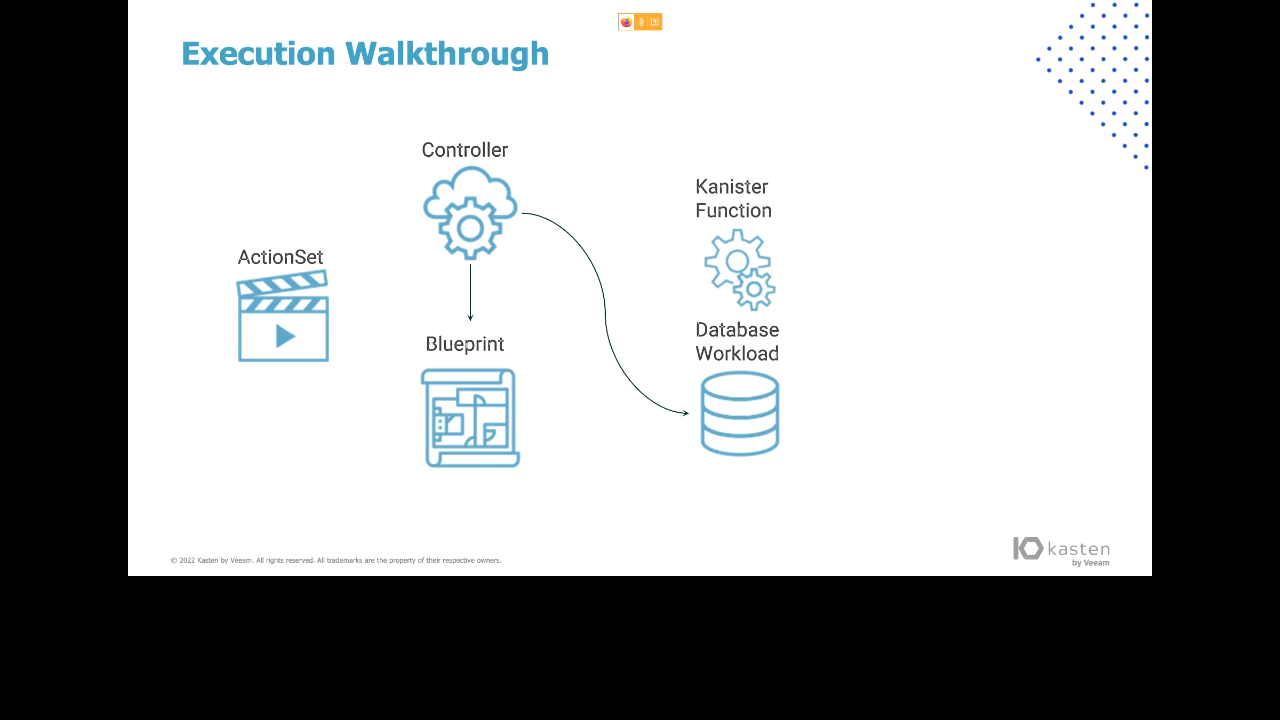 Execution Walkthrough
Controller
Kanister
Function
ActionSet
Database
Workload
Blueprint
© 2022 Kasten by Veeam. All rights reserved. All trademarks are the property of their respective owners.
kasten
by Veeam